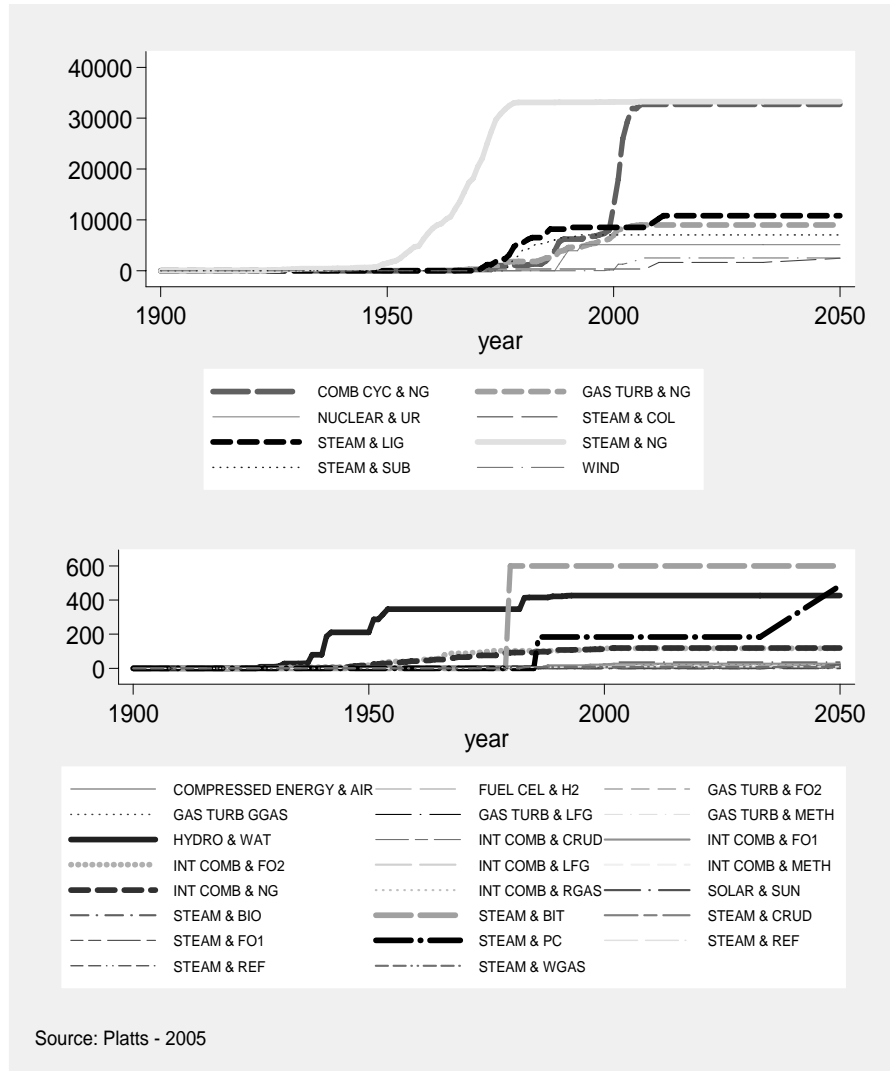 40000
30000
20000
10000
0
1900 1950 2000 2050
year
COMB CYC & NG GAS TURB & NG
NUCLEAR & UR STEAM & COL
STEAM & LIG STEAM & NG
STEAM & SUB WIND
600
400
200
0
1900 1950 2000 2050
year
COMPRESSED ENERGY & AIR FUEL CEL & H2 GAS TURB & FO2
GAS TURB GGAS GAS TURB & LFG GAS TURB & METH
HYDRO & WAT INT COMB & CRUD INT COMB & FO1
INT COMB & FO2 INT COMB & LFG INT COMB & METH
INT COMB & NG INT COMB & RGAS SOLAR & SUN
STEAM & BIO STEAM & BIT STEAM & CRUD
STEAM & FO1 STEAM & PC STEAM & REF
STEAM & REF STEAM & WGAS
Source: Platts - 2005